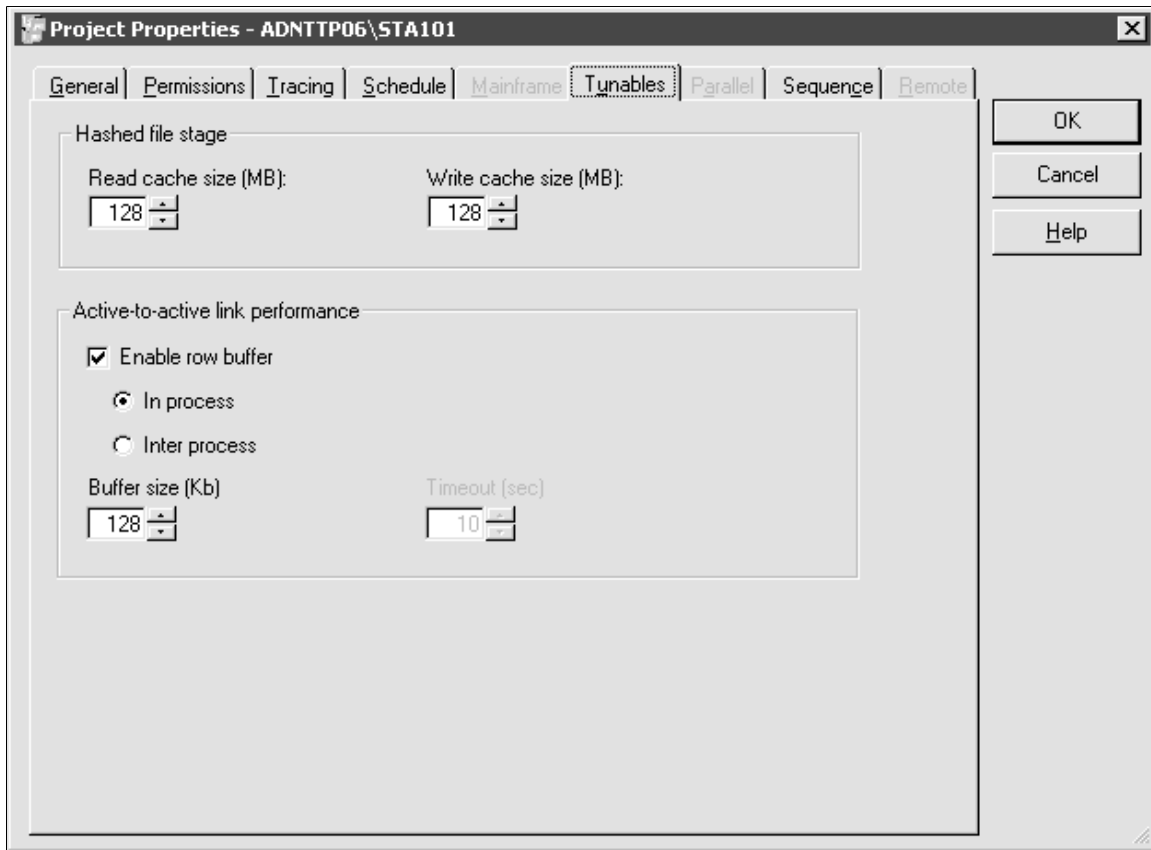 Project Properties - ADNTTP06\STA101
General Permissions Tracing Schedule Mainframe Tunables Parallel Sequence Remote
OK
Cancel
Help
Hashed file stage
Read cache size (MB): Write cache size (MB):
128 128
Active-to-active link performance
Enable row buffer
In process
Inter process
Buffer size (Kb) Timeout (sec)
128 10